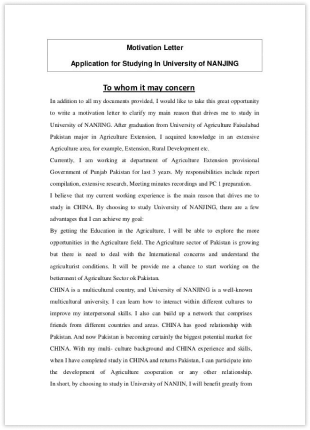 Motivation Letter
Application for Studying In University of NANJING
To whom it may concern
In addition to all my documents provided, I would like to take this great opportunity
to write a motivation letter to clarify my main reason that drives me to study in
University of NANJING. After graduation from University of Agriculture Faisalabad
Pakistan major in Agriculture Extension, I acquired knowledge in an extensive
Agriculture area, for example, Extension, Rural Development etc.
Currently, I am working at department of Agriculture Extension provisional
Government of Punjab Pakistan for last 3 years. My responsibilities include report
compilation, extensive research, Meeting minutes recordings and PC 1 preparation.
I believe that my current working experience is the main reason that drives me to
study in CHINA. By choosing to study University of NANJING, there are a few
advantages that I can achieve my goal:
By getting the Education in the Agriculture, I will be able to explore the more
opportunities in the Agriculture field. The Agriculture sector of Pakistan is growing
but there is need to deal with the International concerns and understand the
agriculturist conditions. It will be provide me a chance to start working on the
betterment of Agriculture Sector ok Pakistan.
CHINA is a multicultural country, and University of NANJING is a well-known
multicultural university. I can learn how to interact within different cultures to
improve my interpersonal skills. I also can build up a network that comprises
friends from different countries and areas. CHINA has good relationship with
Pakistan. And now Pakistan is becoming certainly the biggest potential market for
CHINA. With my multi- culture background and CHINA experience and skills,
when I have completed study in CHINA and returns Pakistan, I can participate into
the development of Agriculture cooperation or any other relationship.
In short, by choosing to study in University of NANJIN, I will benefit greatly from